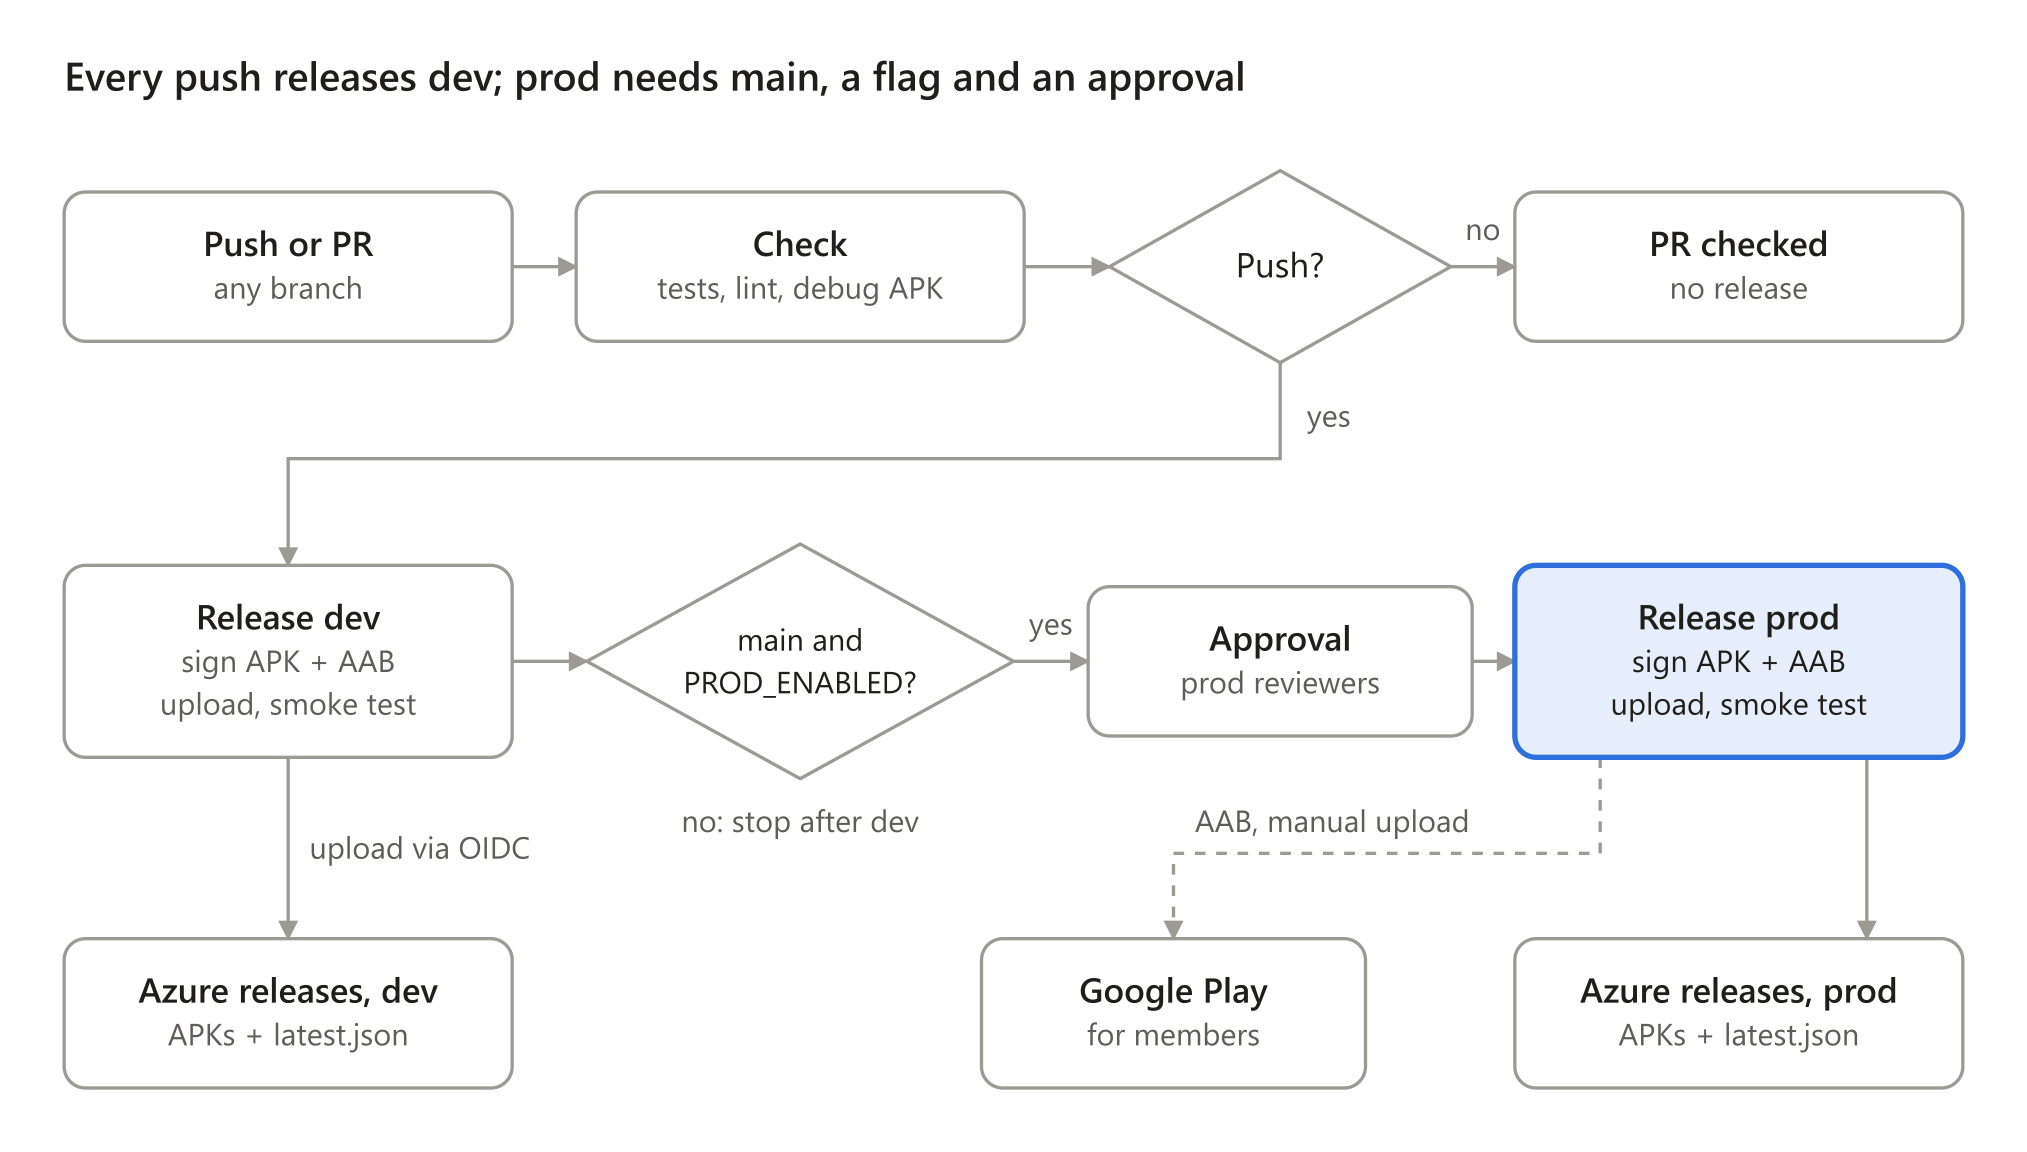 Every push releases dev; prod needs main, a flag and an approval
Push or PR
any branch
Check
tests, lint, debug APK
Push?
no
PR checked
no release
yes
Release dev
sign APK + AAB
upload, smoke test
main and
PROD_ENABLED?
yes
Approval
prod reviewers
Release prod
sign APK + AAB
upload, smoke test
upload via OIDC
no: stop after dev
AAB, manual upload
Azure releases, dev
APKs + latest.json
Google Play
for members
Azure releases, prod
APKs + latest.json